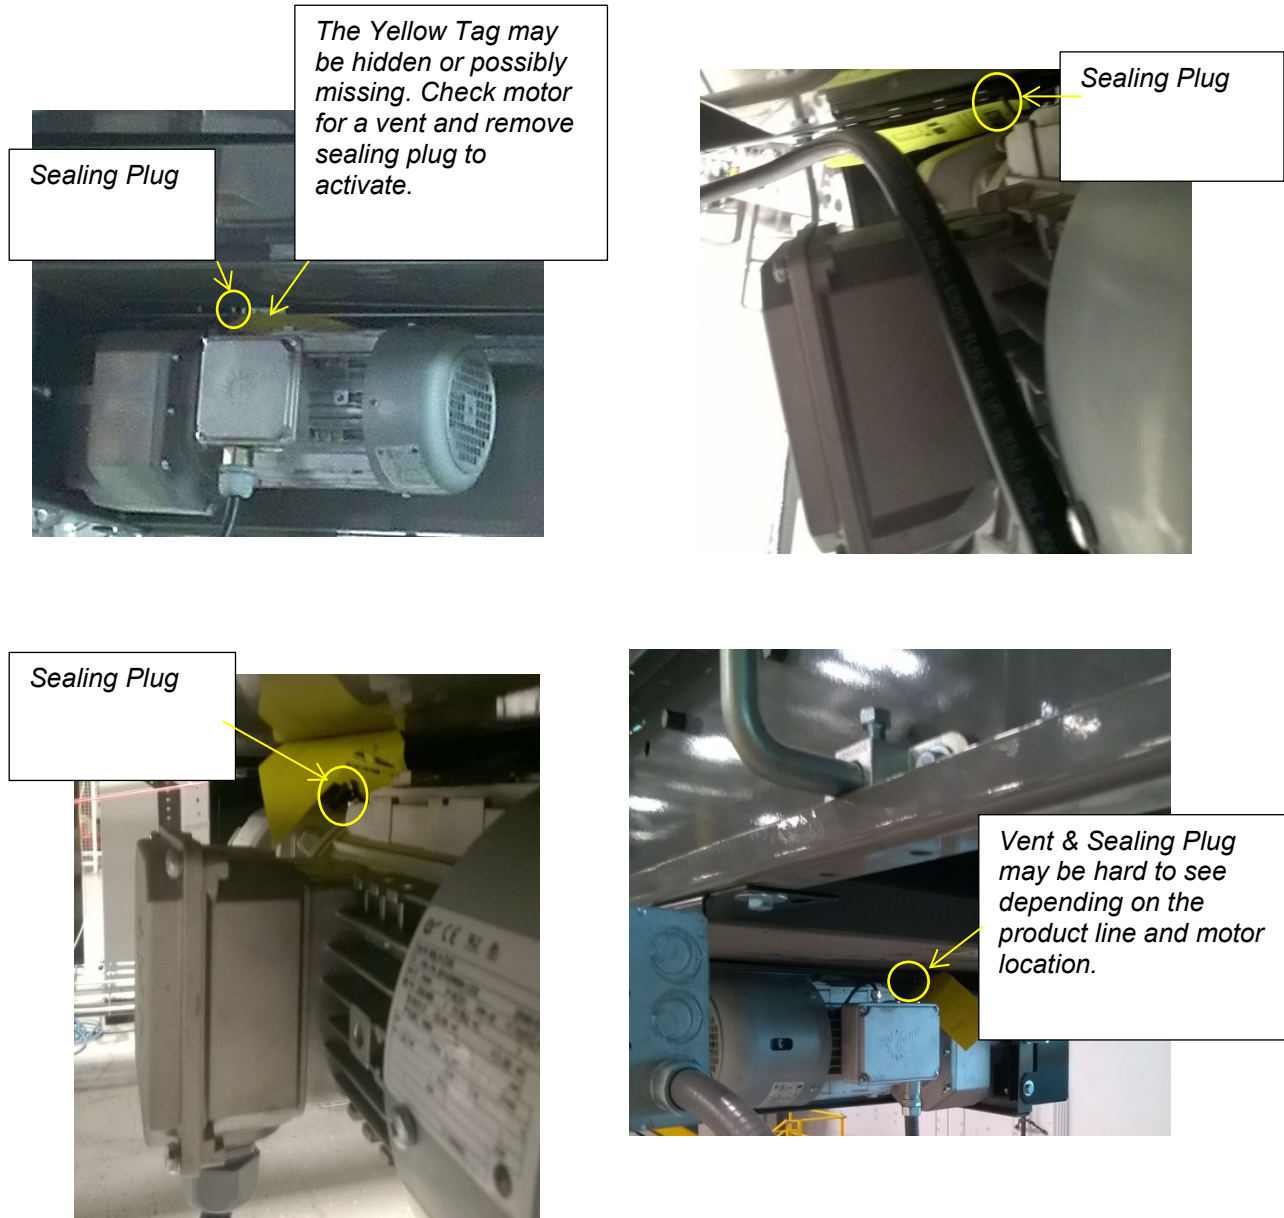 The Yellow Tag may
be hidden or possibly
missing. Check motor
for a vent and remove
sealing plug to
activate.
Sealing Plug
Sealing Plug
Sealing Plug
Vent & Sealing Plug
may be hard to see
depending on the
product line and motor
location.